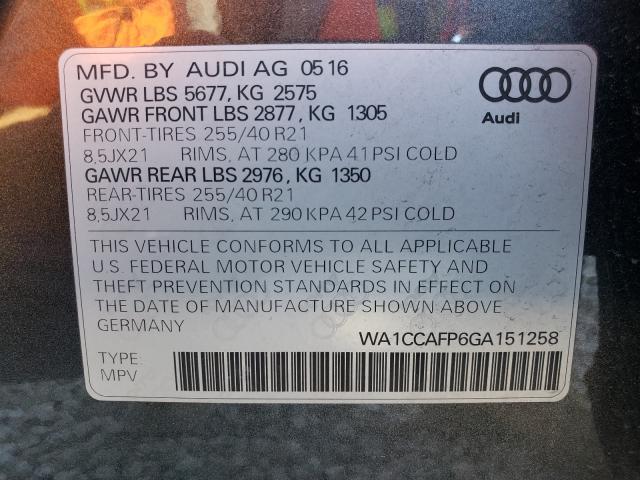 MFD. BY AUDI AG 05 16
GVWR LBS 5677, KG 2575
GAWR FRONT LBS 2877, KG 1305
FRONT-TIRES 255/40 R21
8,5JX21 RIMS, AT 280 KPA 41 PSI COLD
GAWR REAR LBS 2976, KG 1350
REAR-TIRES 255/40 R21
8,5JX21 RIMS, AT 290 KPA 42 PSI COLD
Audi
THIS VEHICLE CONFORMS TO ALL APPLICABLE
U.S. FEDERAL MOTOR VEHICLE SAFETY AND
THEFT PREVENTION STANDARDS IN EFFECT ON
THE DATE OF MANUFACTURE SHOWN ABOVE
GERMANY
WA1CCAFP6GA151258
TYPE:
MPV